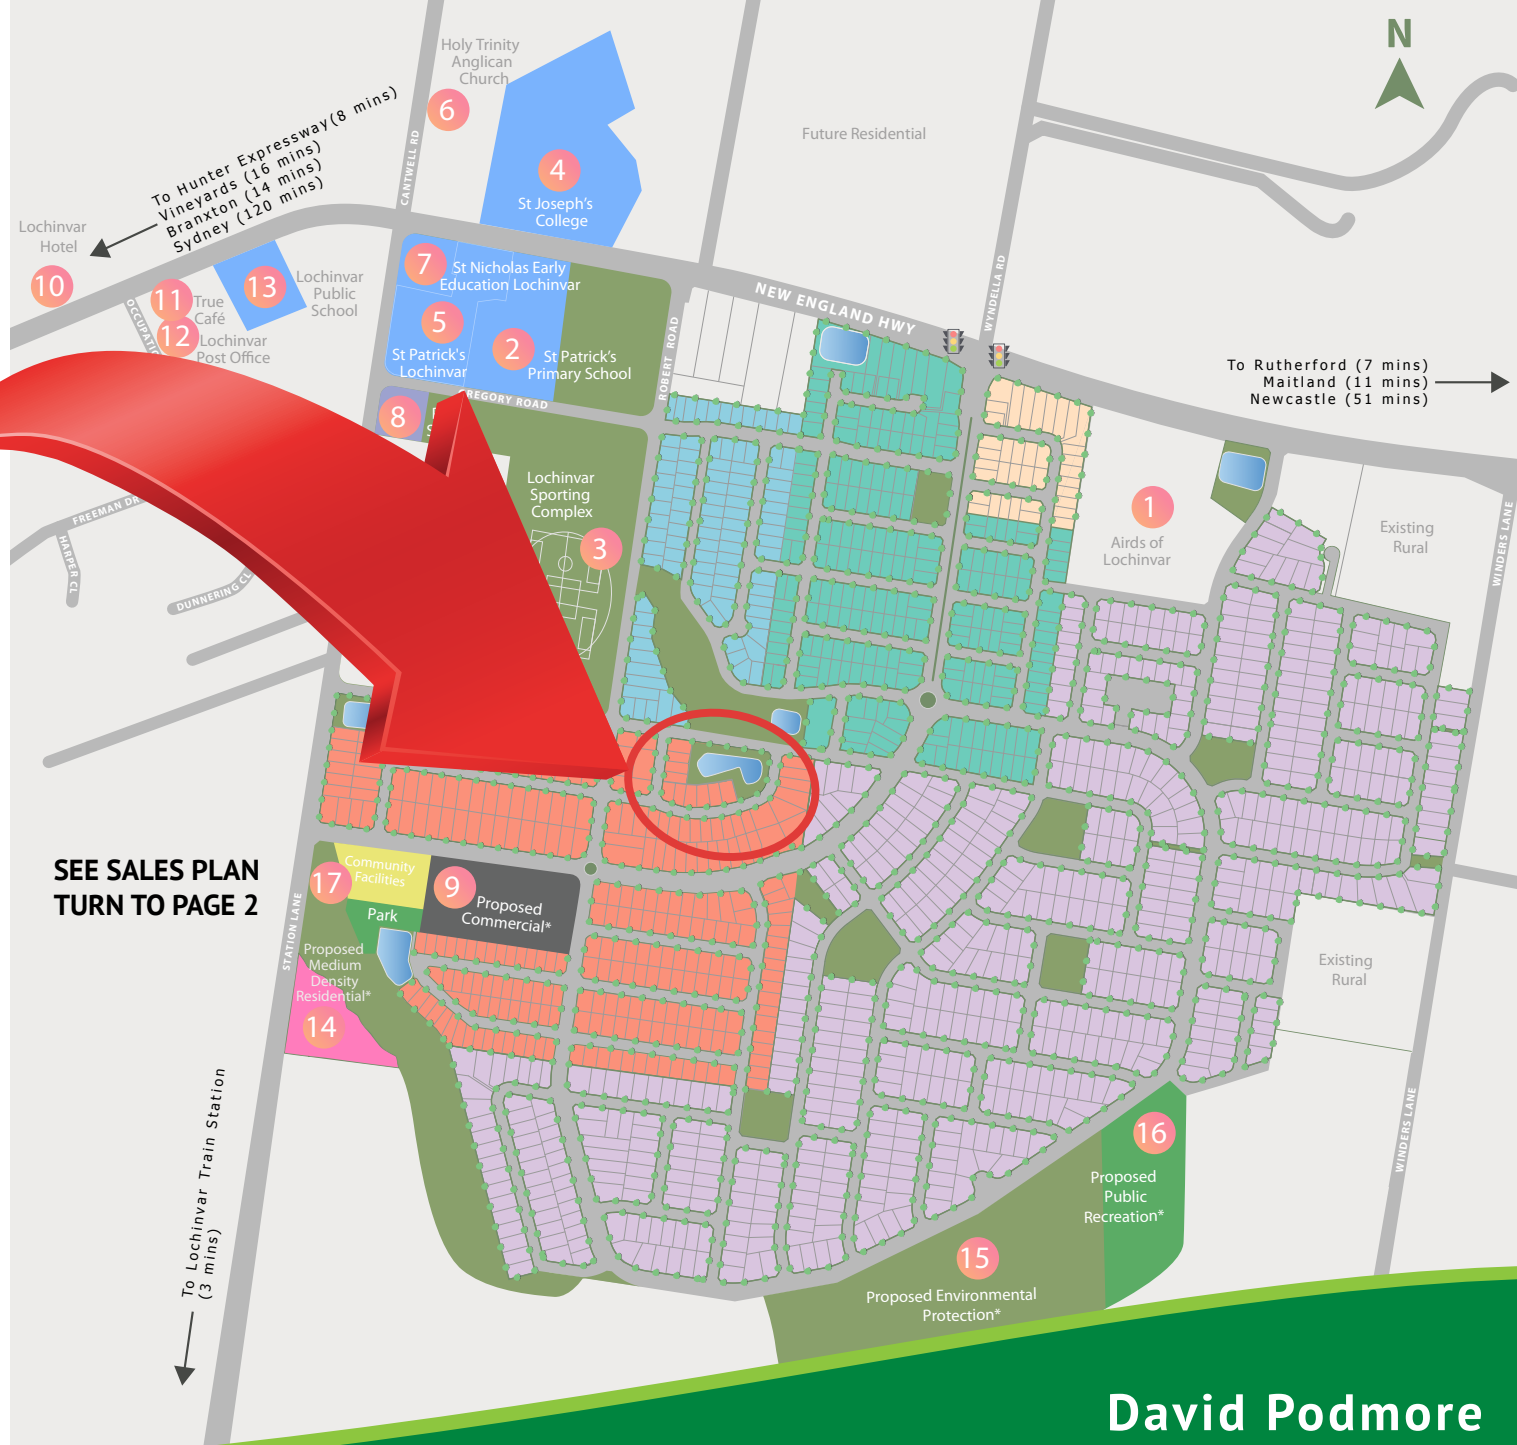 N
Holy Trinity
Anglican
Church
6
CANTWELL RD
To Hunter Expressway (8 mins)
Vineyards (16 mins)
Branxton (14 mins)
Sydney (120 mins)
Future Residential
4
St Joseph's
College
Lochinvar
Hotel
10
11
True
Café
12
Lochinvar
Post Office
13
Lochinvar
Public
School
7
St Nicholas Early
Education Lochinvar
5
St Patrick's
Lochinvar
2
St Patrick's
Primary School
GREGORY ROAD
ROBERT ROAD
NEW ENGLAND HWY
WYNDELLA RD
To Rutherford (7 mins)
Maitland (11 mins)
Newcastle (51 mins)
8
Lochinvar
Sporting
Complex
3
1
Airds of
Lochinvar
Existing
Rural
WINDERS LANE
FREEMAN DR
HARPER CL
DUNNERING CL
SEE SALES PLAN
TURN TO PAGE 2
17
Community
Facilities
9
Proposed
Commercial*
Park
STATION LANE
Proposed
Medium
Density
Residential*
14
Existing
Rural
WINDERS LANE
To Lochinvar Train Station
(3 mins)
16
Proposed
Public
Recreation*
15
Proposed Environmental
Protection*
David Podmore